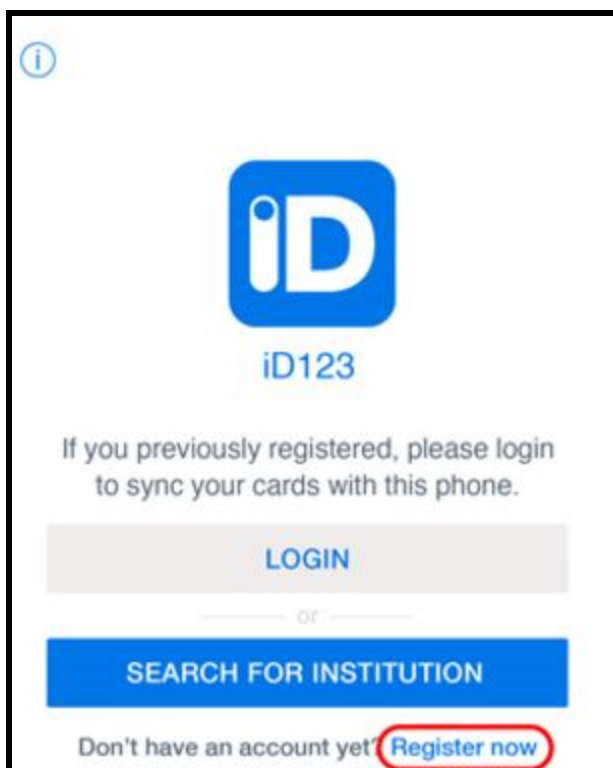 i
iD
iD123
If you previously registered, please login
to sync your cards with this phone.
LOGIN
or
SEARCH FOR INSTITUTION
Don't have an account yet? Register now